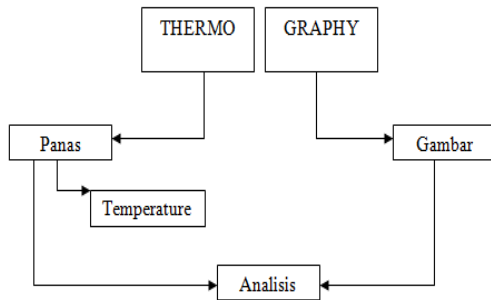 THERMO
GRAPHY
Panas
Gambar
Temperature
Analisis